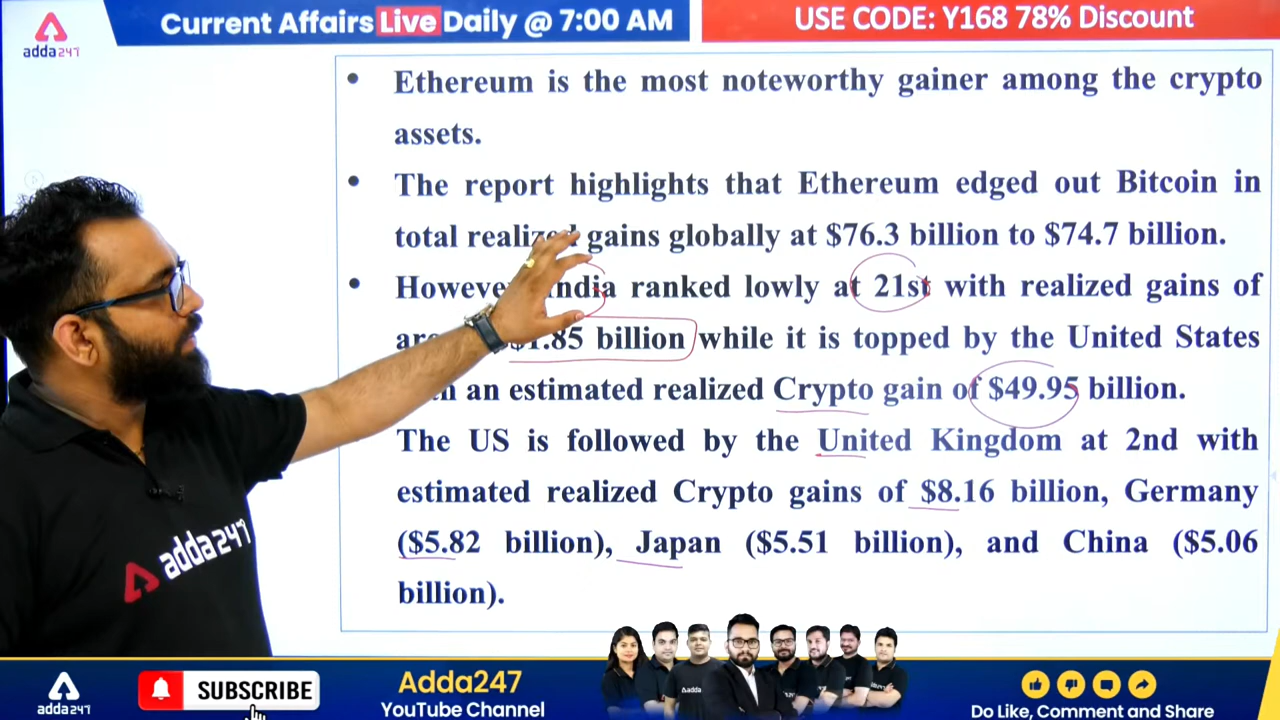 adda247
Current Affairs Live Daily @ 7:00 AM
USE CODE: Y168 78% Discount
• Ethereum is the most noteworthy gainer among the crypto
assets.
• The report highlights that Ethereum edged out Bitcoin in
total realized gains globally at $76.3 billion to $74.7 billion.
• However India ranked lowly at 21st with realized gains of
$1.85 billion while it is topped by the United States
an estimated realized Crypto gain of $49.95 billion.
The US is followed by the United Kingdom at 2nd with
estimated realized Crypto gains of $8.16 billion, Germany
($5.82 billion), Japan ($5.51 billion), and China ($5.06
billion).
adda247
adda247
SUBSCRIBE
Adda247
YouTube Channel
Do Like, Comment and Share